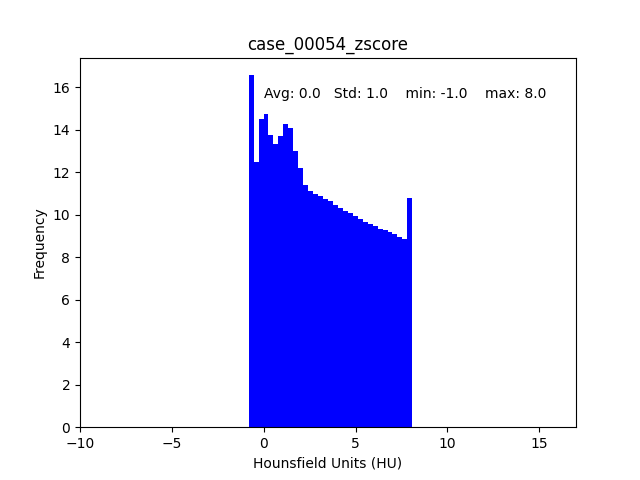 case_00054_zscore
Avg: 0.0 Std: 1.0 min: -1.0 max: 8.0
Frequency
16
14
12
10
8
6
4
2
0
−10 −5 0 5 10 15
Hounsfield Units (HU)